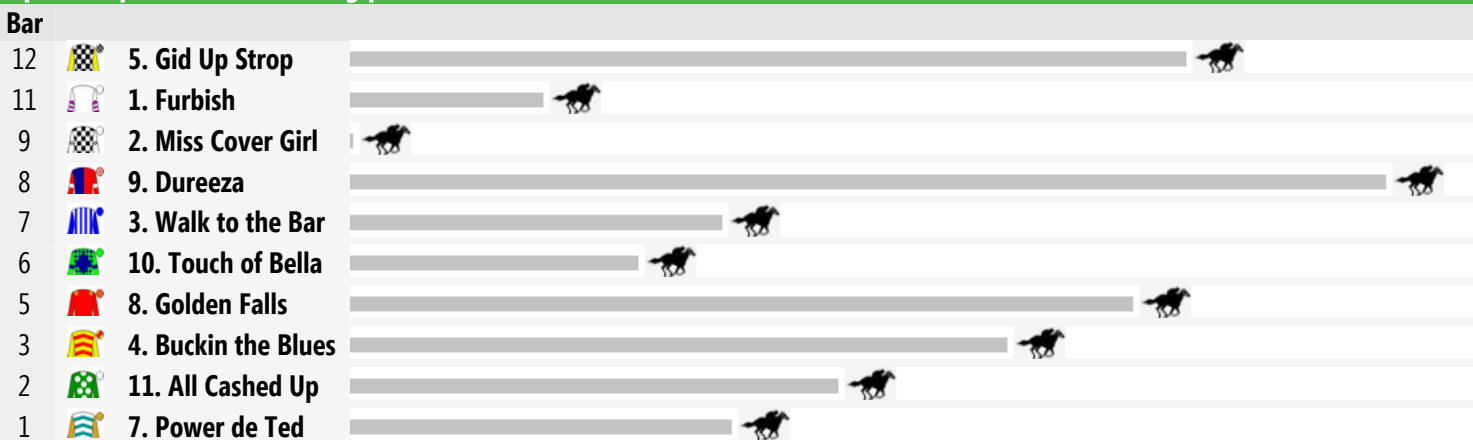 Bar
12 5. Gid Up Strop
11 1. Furbish
9 2. Miss Cover Girl
8 9. Dureeza
7 3. Walk to the Bar
6 10. Touch of Bella
5 8. Golden Falls
3 4. Buckin the Blues
2 11. All Cashed Up
1 7. Power de Ted